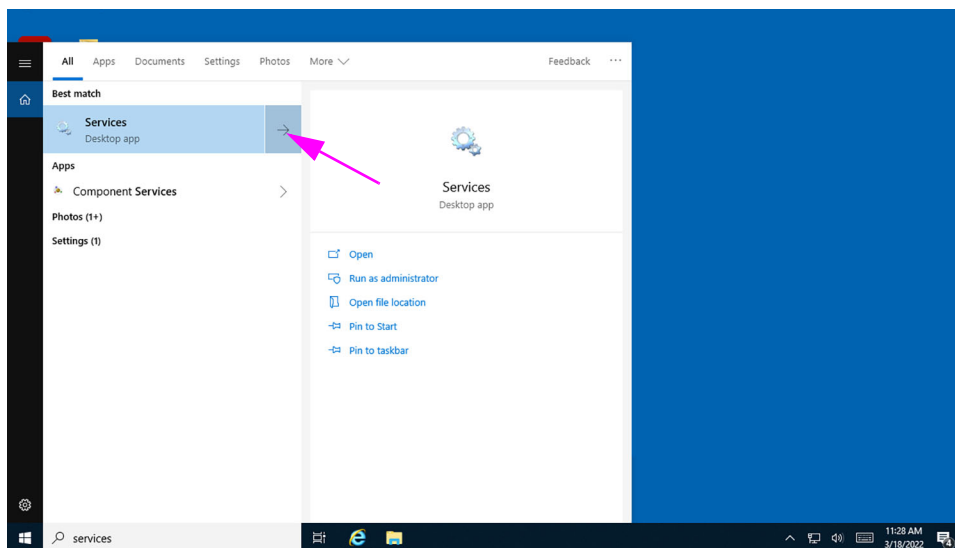 All Apps Documents Settings Photos More Feedback ...
Best match
Services
Desktop app
Apps
Component Services
Photos (1+)
Settings (1)
Services
Desktop app
Open
Run as administrator
Open file location
Pin to Start
Pin to taskbar
services
11:28 AM
3/18/2022
4